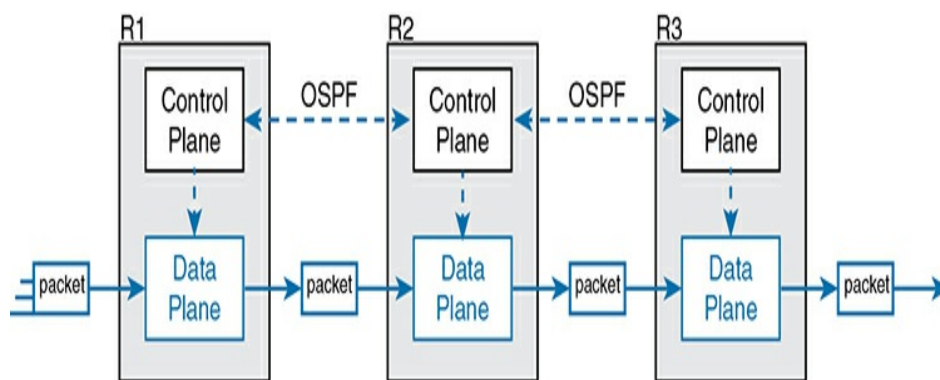 R1
R2
R3
Control
Plane
OSPF
Control
Plane
OSPF
Control
Plane
packet
Data
Plane
packet
Data
Plane
packet
Data
Plane
packet